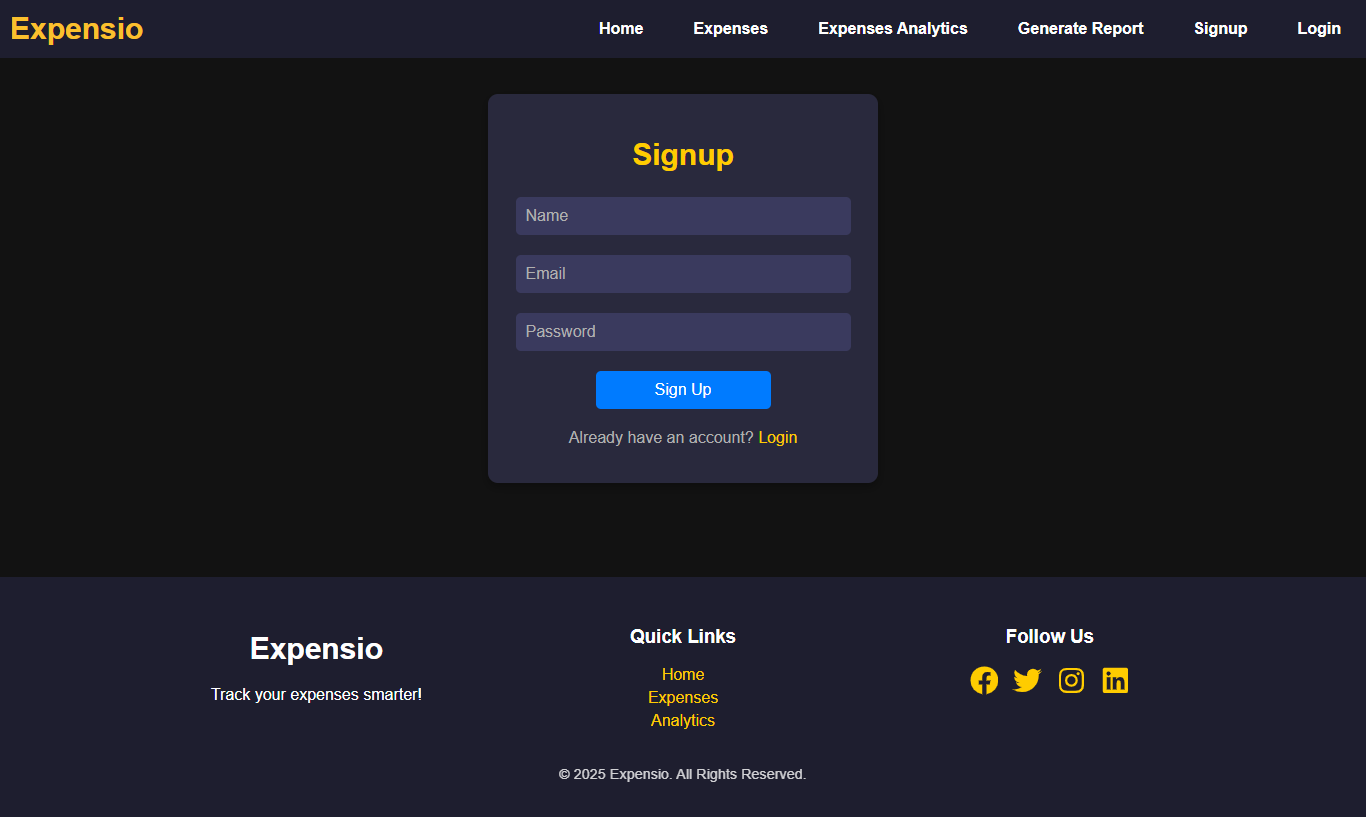 Expensio
Home Expenses Expenses Analytics Generate Report Signup Login
Signup
Name
Email
Password
Sign Up
Already have an account? Login
Expensio
Track your expenses smarter!
Quick Links
Home
Expenses
Analytics
Follow Us
© 2025 Expensio. All Rights Reserved.